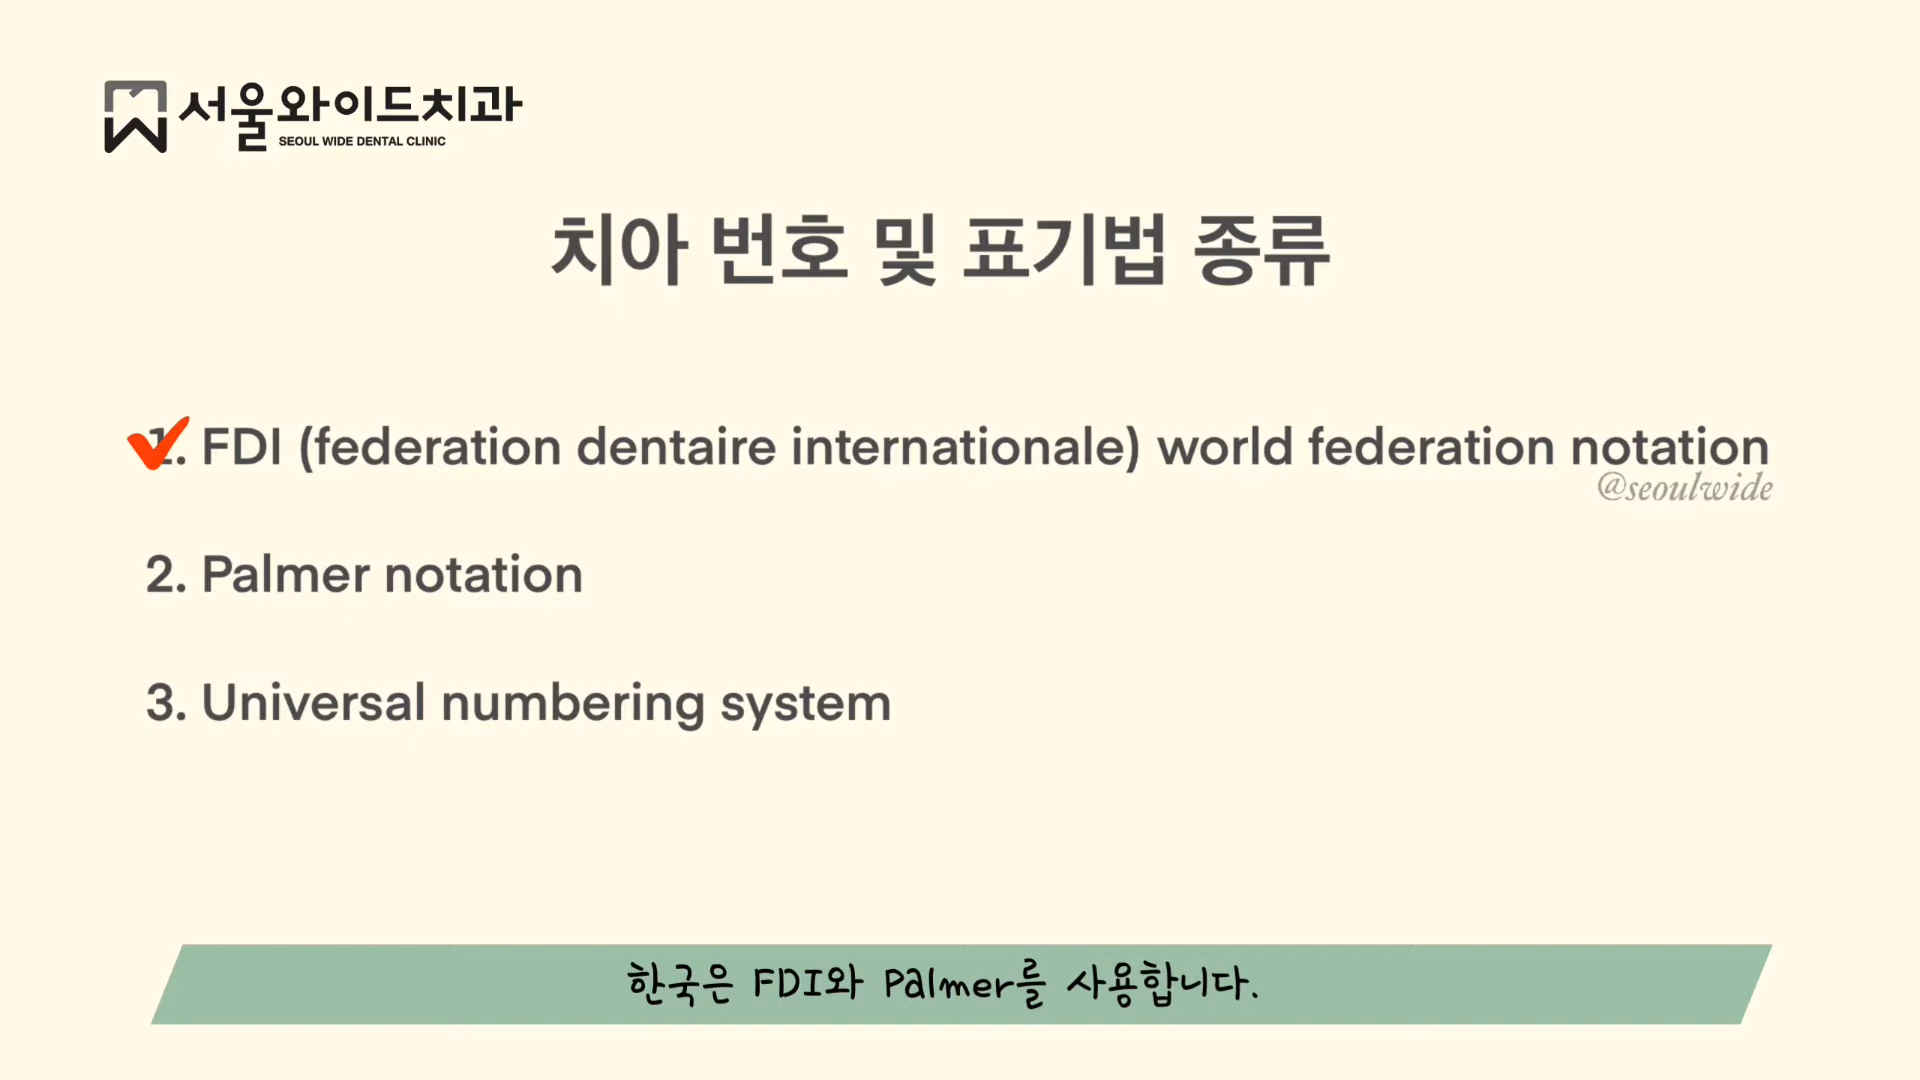 서울와이드치과
SEOUL WIDE DENTAL CLINIC
치아 번호 및 표기법 종류
1. FDI (federation dentaire internationale) world federation notation
@seoulwide
2. Palmer notation
3. Universal numbering system
한국은 FDI와 Palmer를 사용합니다.